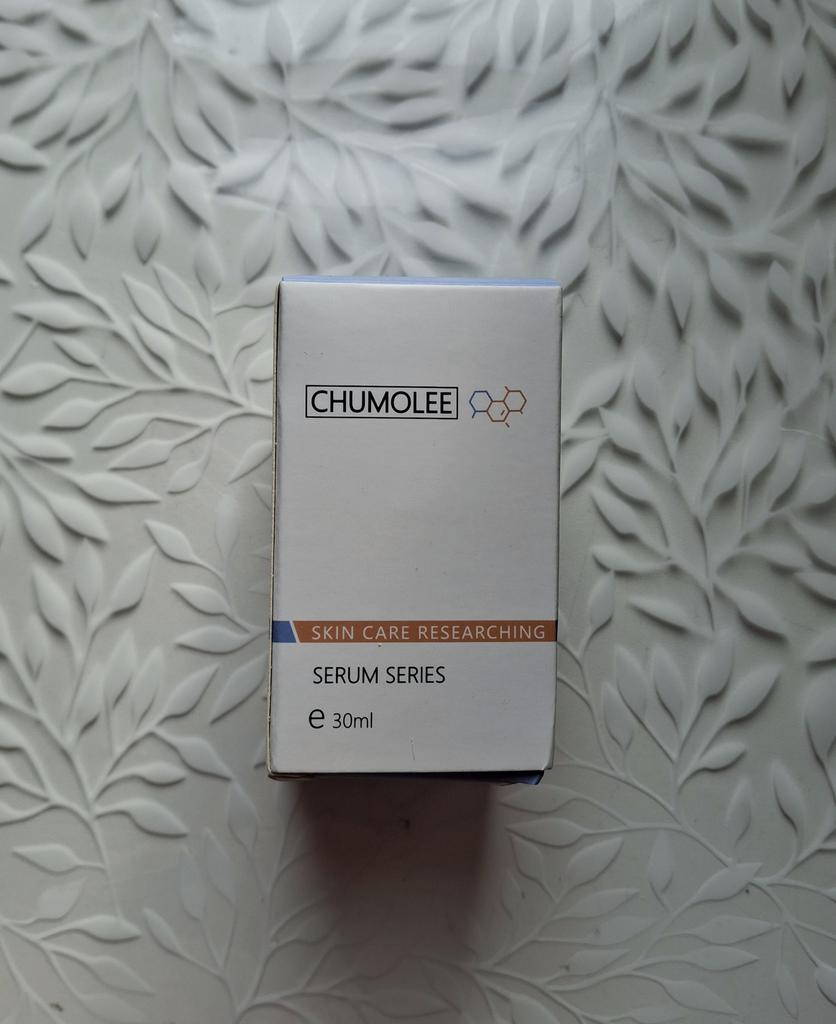 CHUMOLEE
SKIN CARE RESEARCHING
SERUM SERIES
e 30ml